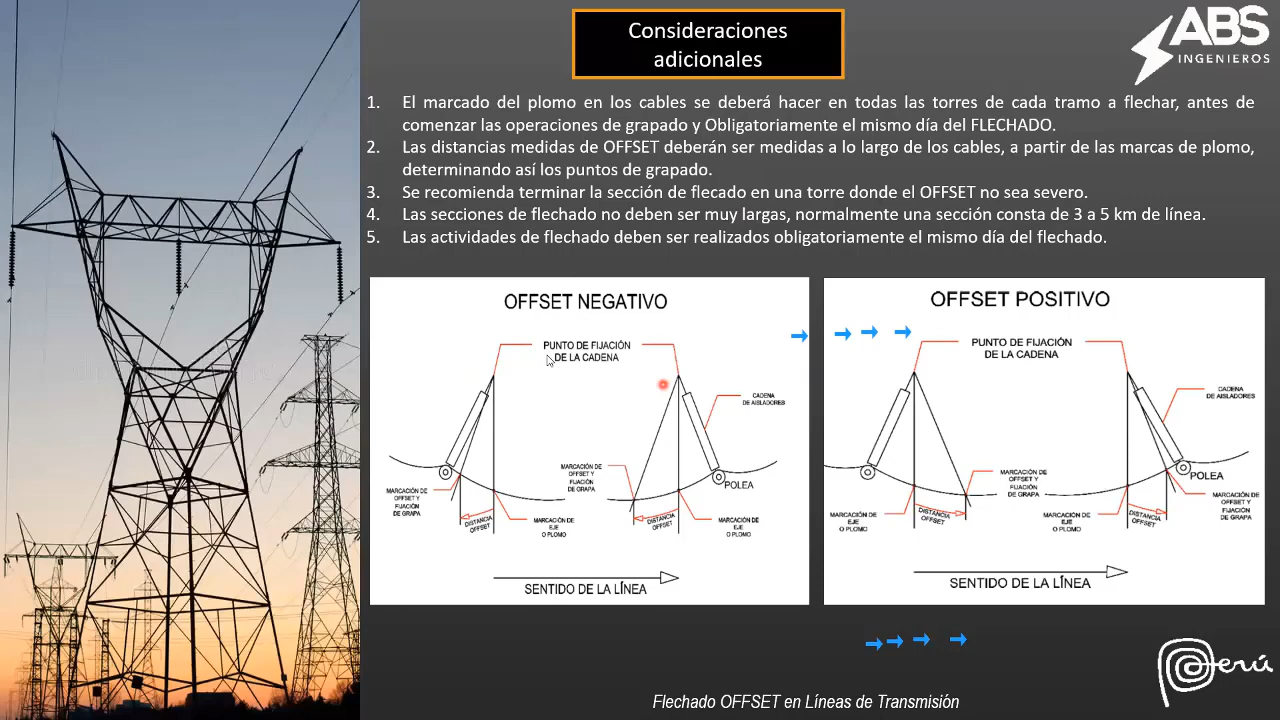 Consideraciones
adicionales
ABS
INGENIEROS
1. El marcado del plomo en los cables se deberá hacer en todas las torres de cada tramo a flechar, antes de
comenzar las operaciones de grapado y Obligatoriamente el mismo día del FLECHADO.
2. Las distancias medidas de OFFSET deberán ser medidas a lo largo de los cables, a partir de las marcas de plomo,
determinando así los puntos de grapado.
3. Se recomienda terminar la sección de flecado en una torre donde el OFFSET no sea severo.
4. Las secciones de flechado no deben ser muy largas, normalmente una sección consta de 3 a 5 km de línea.
5. Las actividades de flechado deben ser realizados obligatoriamente el mismo día del flechado.
OFFSET NEGATIVO
PUNTO DE FIJACIÓN
DE LA CADENA
CADENA
DE AISLADORES
MARCACIÓN DE
OFFSET Y
FIJACIÓN
DE GRAPA
POLEA
MARCACIÓN DE
OFFSET Y
FIJACIÓN
DE GRAPA
DISTANCIA
OFFSET
DISTANCIA
OFFSET
MARCACIÓN DE
EJE
O PLOMO
MARCACIÓN DE
EJE
O PLOMO
SENTIDO DE LA LÍNEA
OFFSET POSITIVO
PUNTO DE FIJACIÓN
DE LA CADENA
CADENA
DE AISLADORES
MARCACIÓN DE
OFFSET Y
FIJACIÓN
DE GRAPA
POLEA
MARCACIÓN DE
EJE
O PLOMO
DISTANCIA
OFFSET
MARCACIÓN DE
EJE
O PLOMO
DISTANCIA
OFFSET
MARCACIÓN DE
OFFSET Y
FIJACIÓN
DE GRAPA
SENTIDO DE LA LÍNEA
Perú
Flechado OFFSET en Líneas de Transmisión